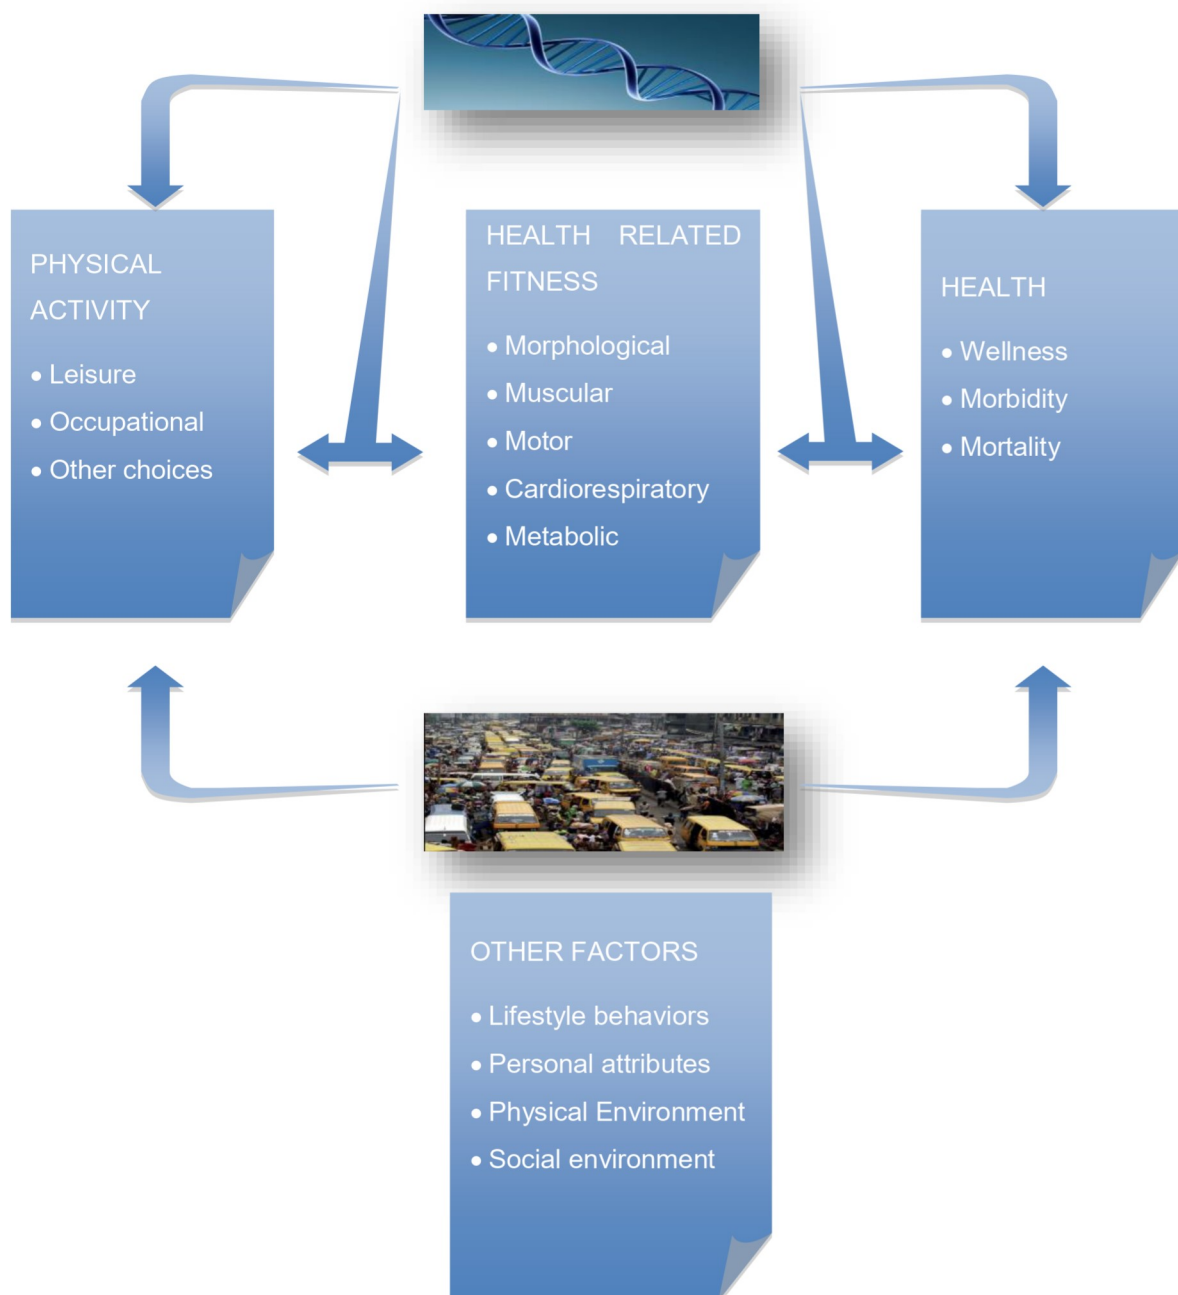 PHYSICAL
ACTIVITY
• Leisure
• Occupational
• Other choices
HEALTH RELATED
FITNESS
• Morphological
• Muscular
• Motor
• Cardiorespiratory
• Metabolic
HEALTH
• Wellness
• Morbidity
• Mortality
OTHER FACTORS
• Lifestyle behaviors
• Personal attributes
• Physical Environment
• Social environment